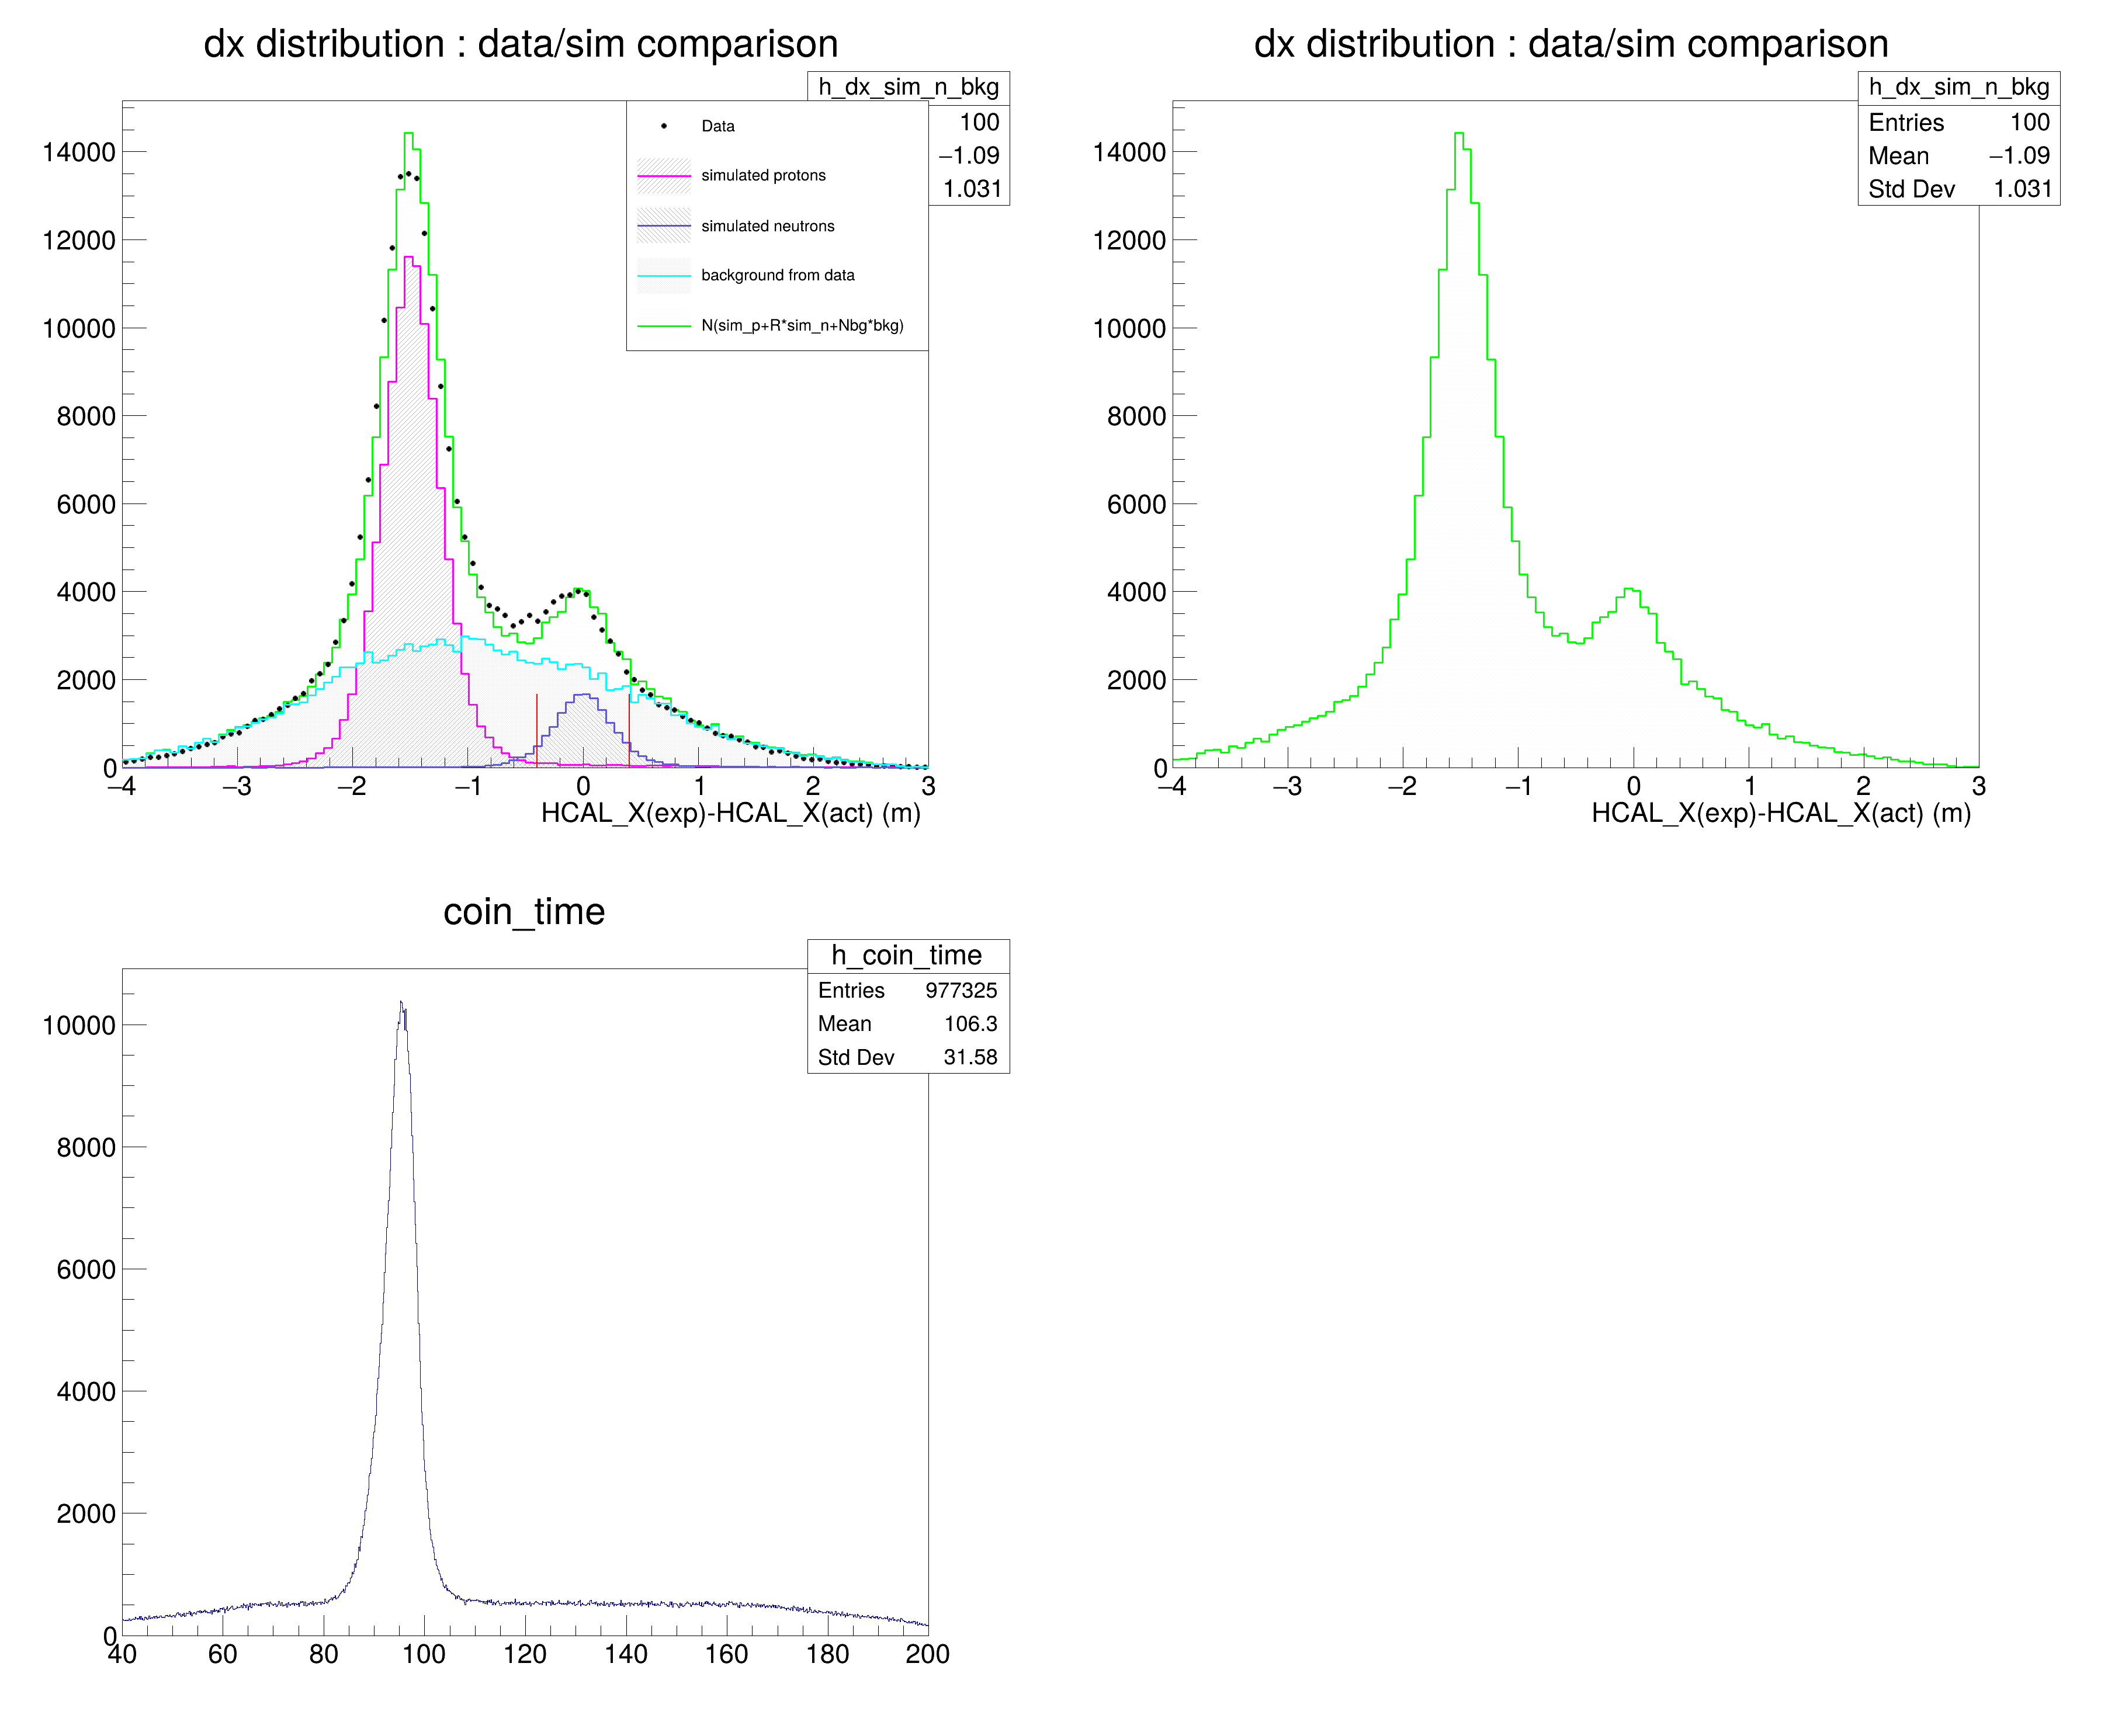 dx distribution : data/sim comparison
h_dx_sim_n_bkg
100
−1.09
1.031
Data
simulated protons
simulated neutrons
background from data
N(sim_p+R*sim_n+Nbg*bkg)
14000
12000
10000
8000
6000
4000
2000
0
−4 −3 −2 −1 0 1 2 3
HCAL_X(exp)-HCAL_X(act) (m)
dx distribution : data/sim comparison
h_dx_sim_n_bkg
Entries 100
Mean −1.09
Std Dev 1.031
14000
12000
10000
8000
6000
4000
2000
0
−4 −3 −2 −1 0 1 2 3
HCAL_X(exp)-HCAL_X(act) (m)
coin_time
h_coin_time
Entries 977325
Mean 106.3
Std Dev 31.58
10000
8000
6000
4000
2000
0
40 60 80 100 120 140 160 180 200